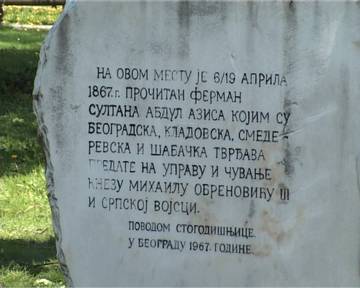 НА ОВОМ МЕСТУ ЈЕ 6/19 АПРИЛА
1867. Г. ПРОЧИТАН ФЕРМАН
СУЛТАНА АБДУЛ АЗИСА КОЈИМ СУ
БЕОГРАДСКА, КЛАДОВСКА, СМЕДЕ-
РЕВСКА И ШАБАЧКА ТВРЂАВА
ПРЕДАТЕ НА УПРАВУ И ЧУВАЊЕ
КНЕЗУ МИХАИЛУ ОБРЕНОВИЋУ III
И СРПСКОЈ ВОЈСЦИ.
ПОВОДОМ СТОГОДИШЊИЦЕ.
У БЕОГРАДУ 1967. ГОДИНЕ.